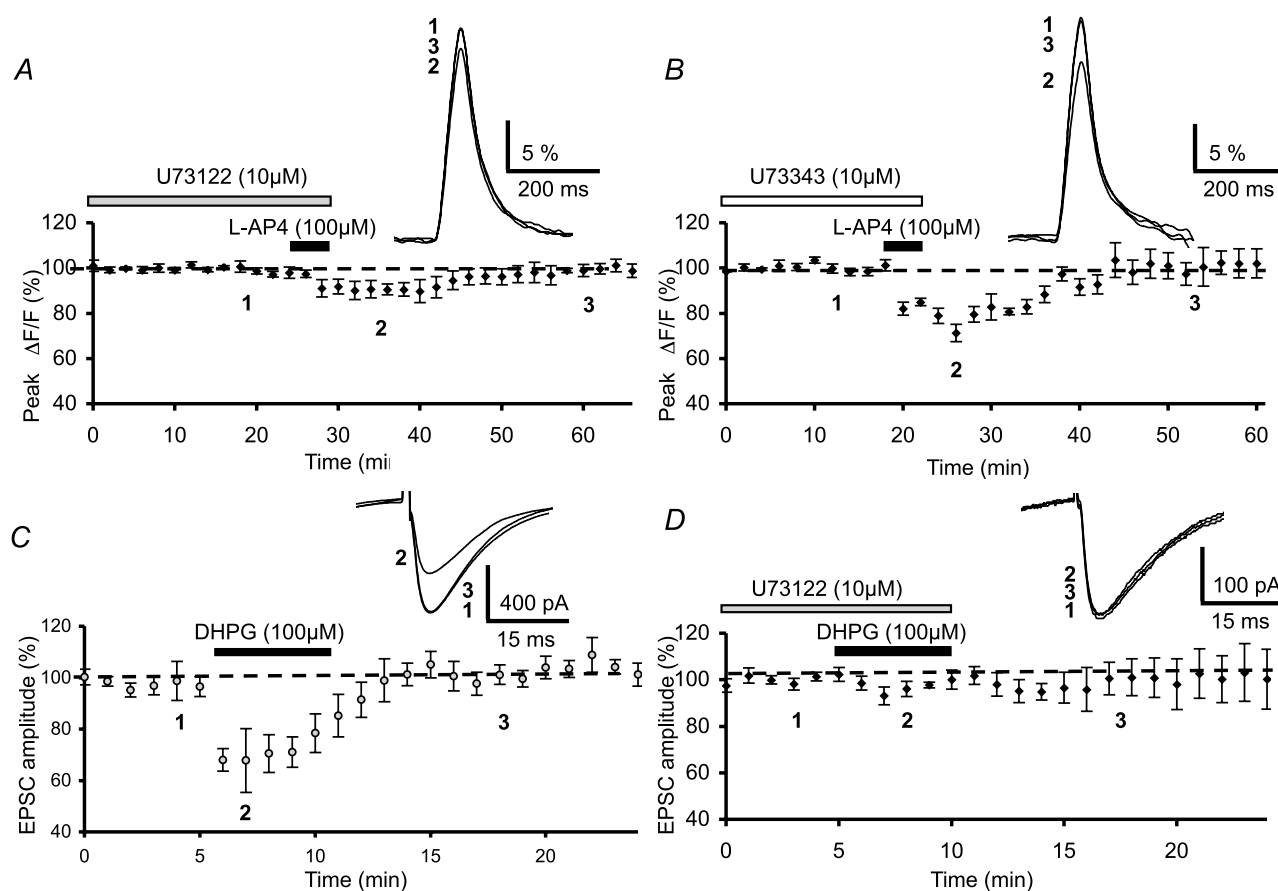 A
1
3
2
5 %
200 ms
U73122 (10µM)
L-AP4 (100µM)
Peak ΔF/F (%)
120
100
80
60
40
1
2
3
0 10 20 30 40 50 60
Time (min
B
1
3
2
5 %
200 ms
U73343 (10µM)
L-AP4 (100µM)
Peak ΔF/F (%)
120
100
80
60
40
1
2
3
0 10 20 30 40 50 60
Time (min)
C
2
3
1
400 pA
15 ms
DHPG (100µM)
EPSC amplitude (%)
120
100
80
60
40
1
2
3
0 5 10 15 20
Time (min)
D
2
3
1
100 pA
15 ms
U73122 (10µM)
DHPG (100µM)
EPSC amplitude (%)
120
100
80
60
40
1
2
3
0 5 10 15 20
Time (min)